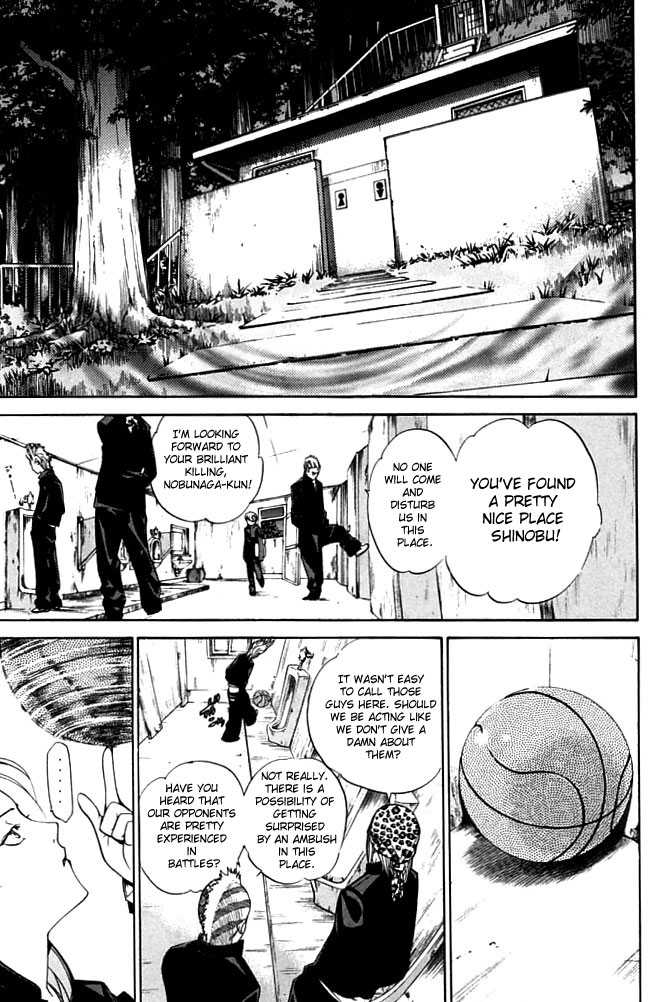 YOU'VE FOUND
A PRETTY
NICE PLACE
SHINOBU!
NO ONE
WILL COME
AND
DISTURB
US IN
THIS
PLACE.
I'M LOOKING
FORWARD TO
YOUR BRILLIANT
KILLING,
NOBUNAGA-KUN!
IT WASN'T EASY
TO CALL THOSE
GUYS HERE. SHOULD
WE BE ACTING LIKE
WE DON'T GIVE A
DAMN ABOUT
THEM?
NOT REALLY.
THERE IS A
POSSIBILITY OF
GETTING
SURPRISED
BY AN AMBUSH
IN THIS
PLACE.
HAVE YOU
HEARD THAT
OUR OPPONENTS
ARE PRETTY
EXPERIENCED
IN
BATTLES?
....